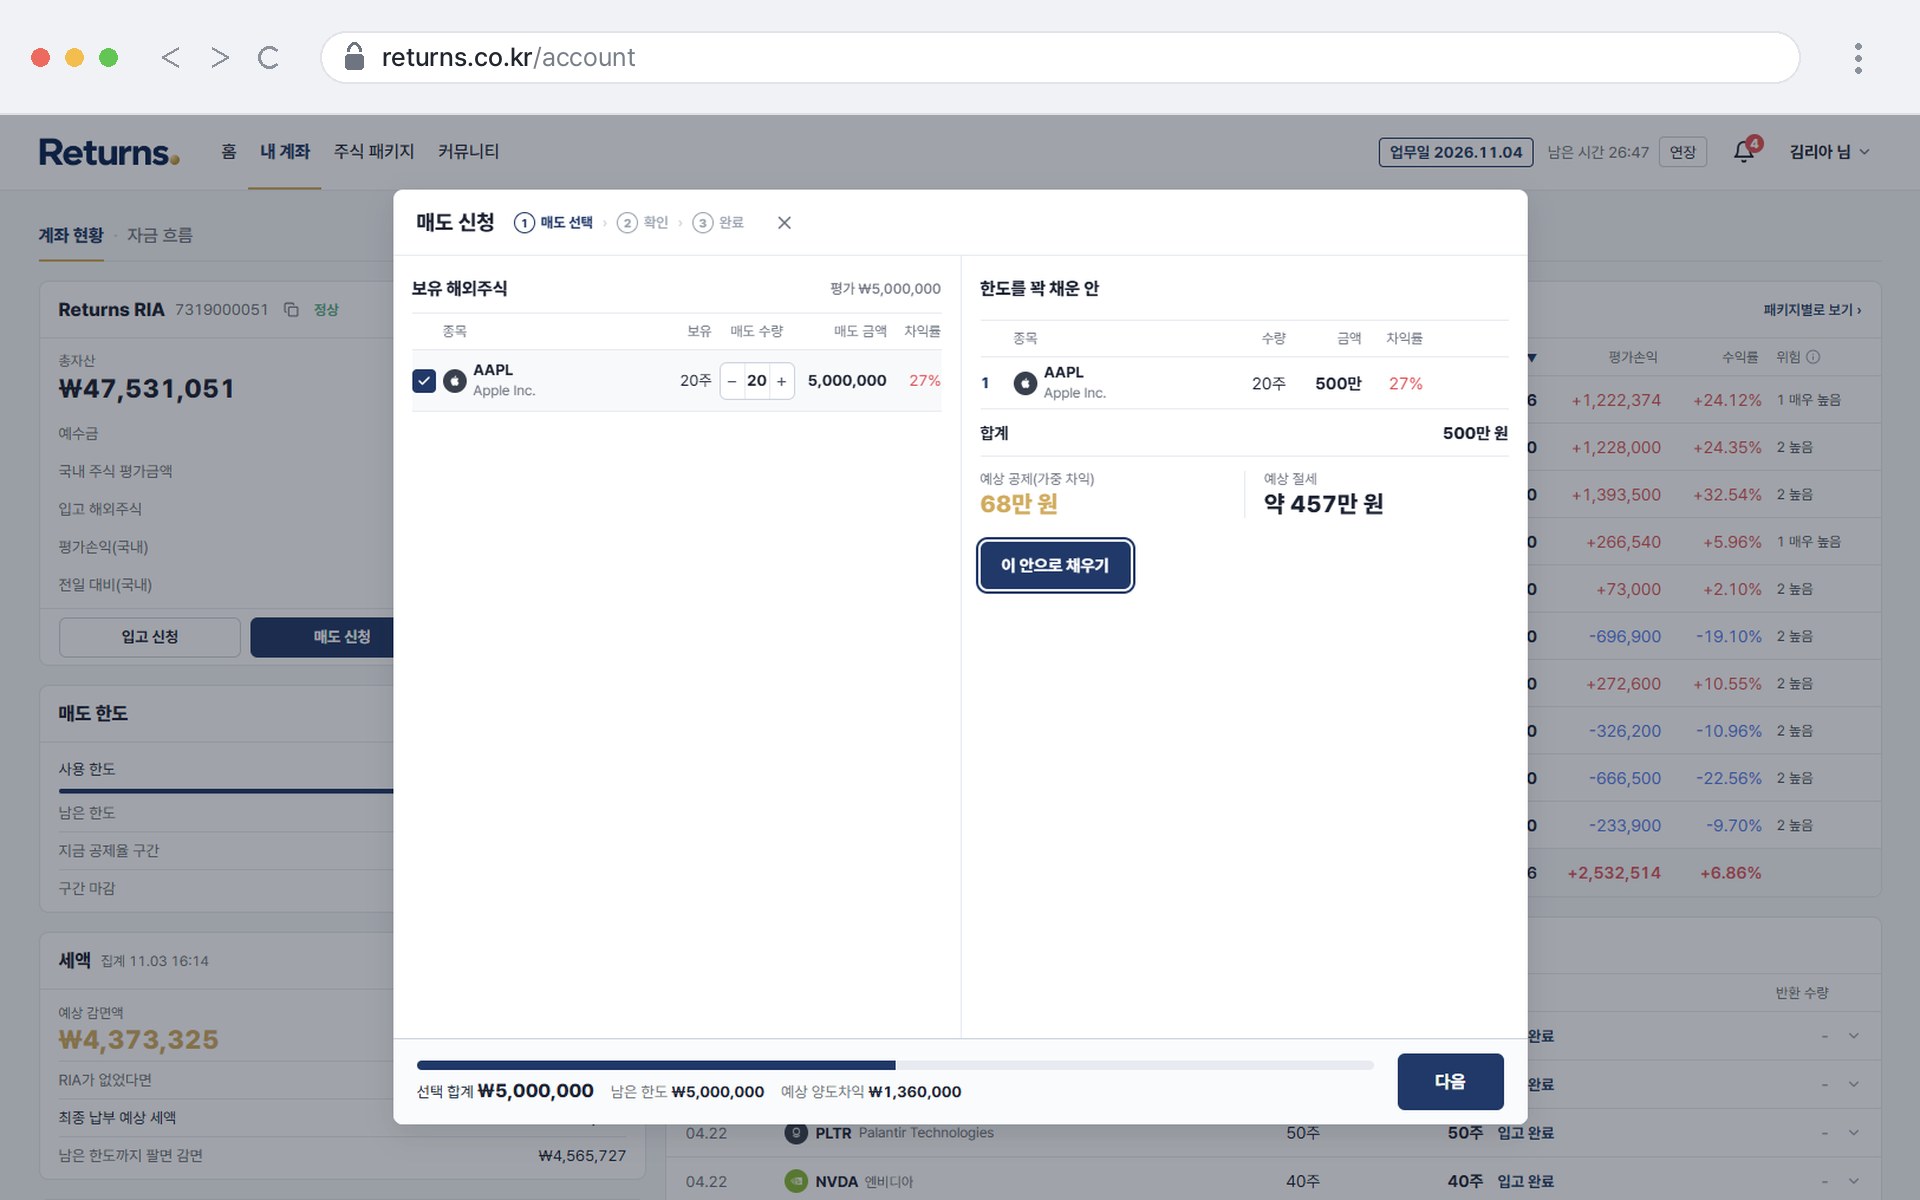 returns.co.kr/account
Returns.
홈 내 계좌 주식 패키지 커뮤니티
업무일 2026.11.04 남은 시간 26:47 연장 4 김리아 님
계좌 현황 · 자금 흐름
Returns RIA 7319000051 정상
총자산
₩47,531,051
예수금
국내 주식 평가금액
입고 해외주식
평가손익(국내)
전일 대비(국내)
입고 신청 매도 신청
매도 한도
사용 한도
남은 한도
지금 공제율 구간
구간 마감
세액 집계 11.03 16:14
예상 감면액
₩4,373,325
RIA가 없었다면
최종 납부 예상 세액
남은 한도까지 팔면 감면 ₩4,565,727
매도 신청 1 매도 선택 › 2 확인 › 3 완료
보유 해외주식 평가 ₩5,000,000
종목 보유 매도 수량 매도 금액 차익률
AAPL
Apple Inc.
20주 − 20 + 5,000,000 27%
한도를 꽉 채운 안
종목 수량 금액 차익률
1 AAPL
Apple Inc.
20주 500만 27%
합계 500만 원
예상 공제(가중 차익) 예상 절세
68만 원 약 457만 원
이 안으로 채우기
선택 합계 ₩5,000,000 남은 한도 ₩5,000,000 예상 양도차익 ₩1,360,000
다음
패키지별로 보기 ›
▼ 평가손익 수익률 위험
6 +1,222,374 +24.12% 1 매우 높음
0 +1,228,000 +24.35% 2 높음
0 +1,393,500 +32.54% 2 높음
0 +266,540 +5.96% 1 매우 높음
0 +73,000 +2.10% 2 높음
0 -696,900 -19.10% 2 높음
0 +272,600 +10.55% 2 높음
0 -326,200 -10.96% 2 높음
0 -666,500 -22.56% 2 높음
0 -233,900 -9.70% 2 높음
6 +2,532,514 +6.86%
반환 수량
완료 -
완료 -
04.22 PLTR Palantir Technologies 50주 50주 입고 완료 -
04.22 NVDA 엔비디아 40주 40주 입고 완료 -